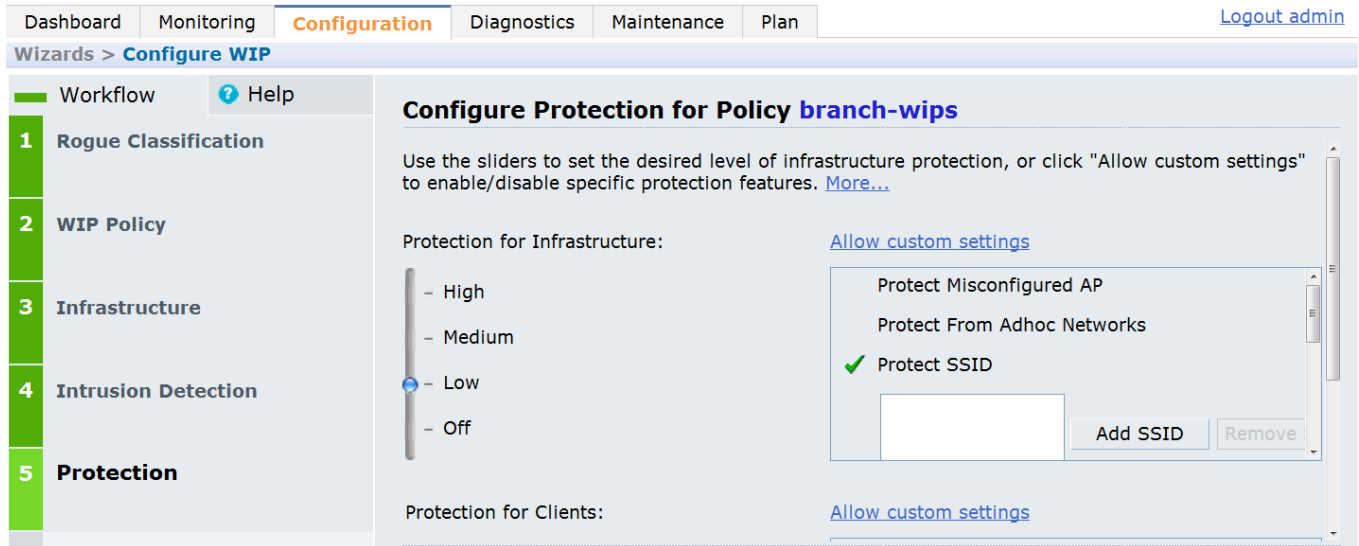 Dashboard Monitoring Configuration Diagnostics Maintenance Plan Logout admin
Wizards > Configure WIP
Workflow ? Help
1 Rogue Classification
2 WIP Policy
3 Infrastructure
4 Intrusion Detection
5 Protection
Configure Protection for Policy branch-wips
Use the sliders to set the desired level of infrastructure protection, or click "Allow custom settings"
to enable/disable specific protection features. More...
Protection for Infrastructure: Allow custom settings
– High
– Medium
– Low
– Off
Protect Misconfigured AP
Protect From Adhoc Networks
Protect SSID
Add SSID Remove
Protection for Clients: Allow custom settings